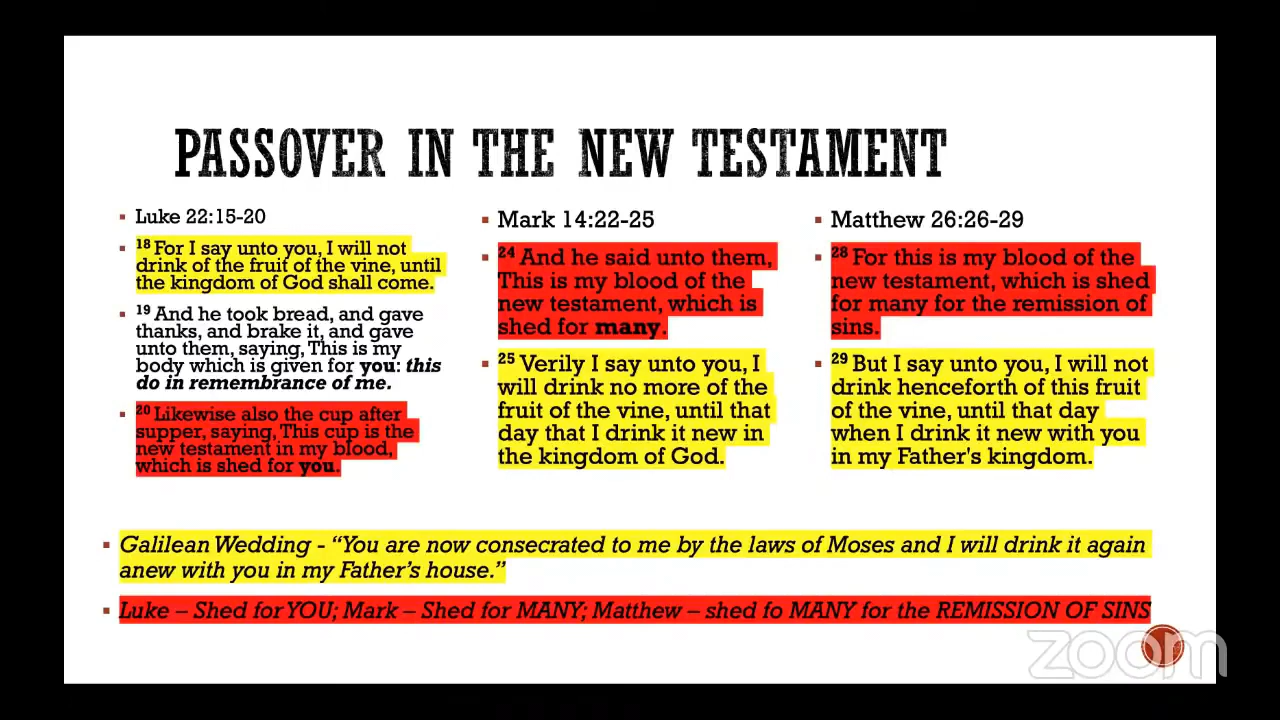 PASSOVER IN THE NEW TESTAMENT
Luke 22:15-20
18 For I say unto you, I will not
drink of the fruit of the vine, until
the kingdom of God shall come.
19 And he took bread, and gave
thanks, and brake it, and gave
unto them, saying, This is my
body which is given for you: this
do in remembrance of me.
20 Likewise also the cup after
supper, saying, This cup is the
new testament in my blood,
which is shed for you.
Mark 14:22-25
24 And he said unto them,
This is my blood of the
new testament, which is
shed for many.
25 Verily I say unto you, I
will drink no more of the
fruit of the vine, until that
day that I drink it new in
the kingdom of God.
Matthew 26:26-29
28 For this is my blood of the
new testament, which is shed
for many for the remission of
sins.
29 But I say unto you, I will not
drink henceforth of this fruit
of the vine, until that day
when I drink it new with you
in my Father's kingdom.
Galilean Wedding - “You are now consecrated to me by the laws of Moses and I will drink it again
anew with you in my Father’s house.”
Luke – Shed for YOU; Mark – Shed for MANY; Matthew – shed fo MANY for the REMISSION OF SINS
zoom